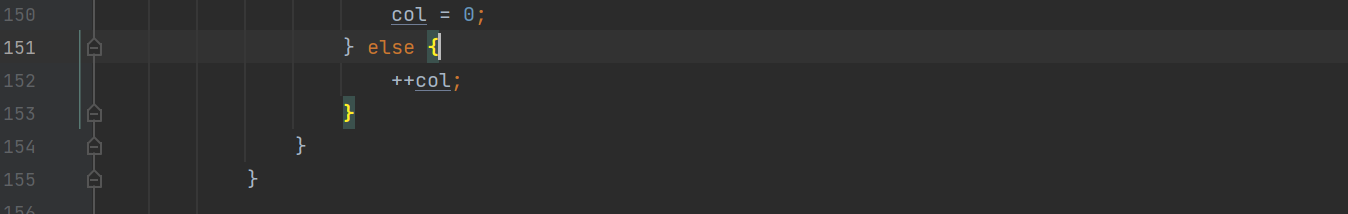 150 col = 0;
151 } else {
152 ++col;
153 }
154 }
155 }
156